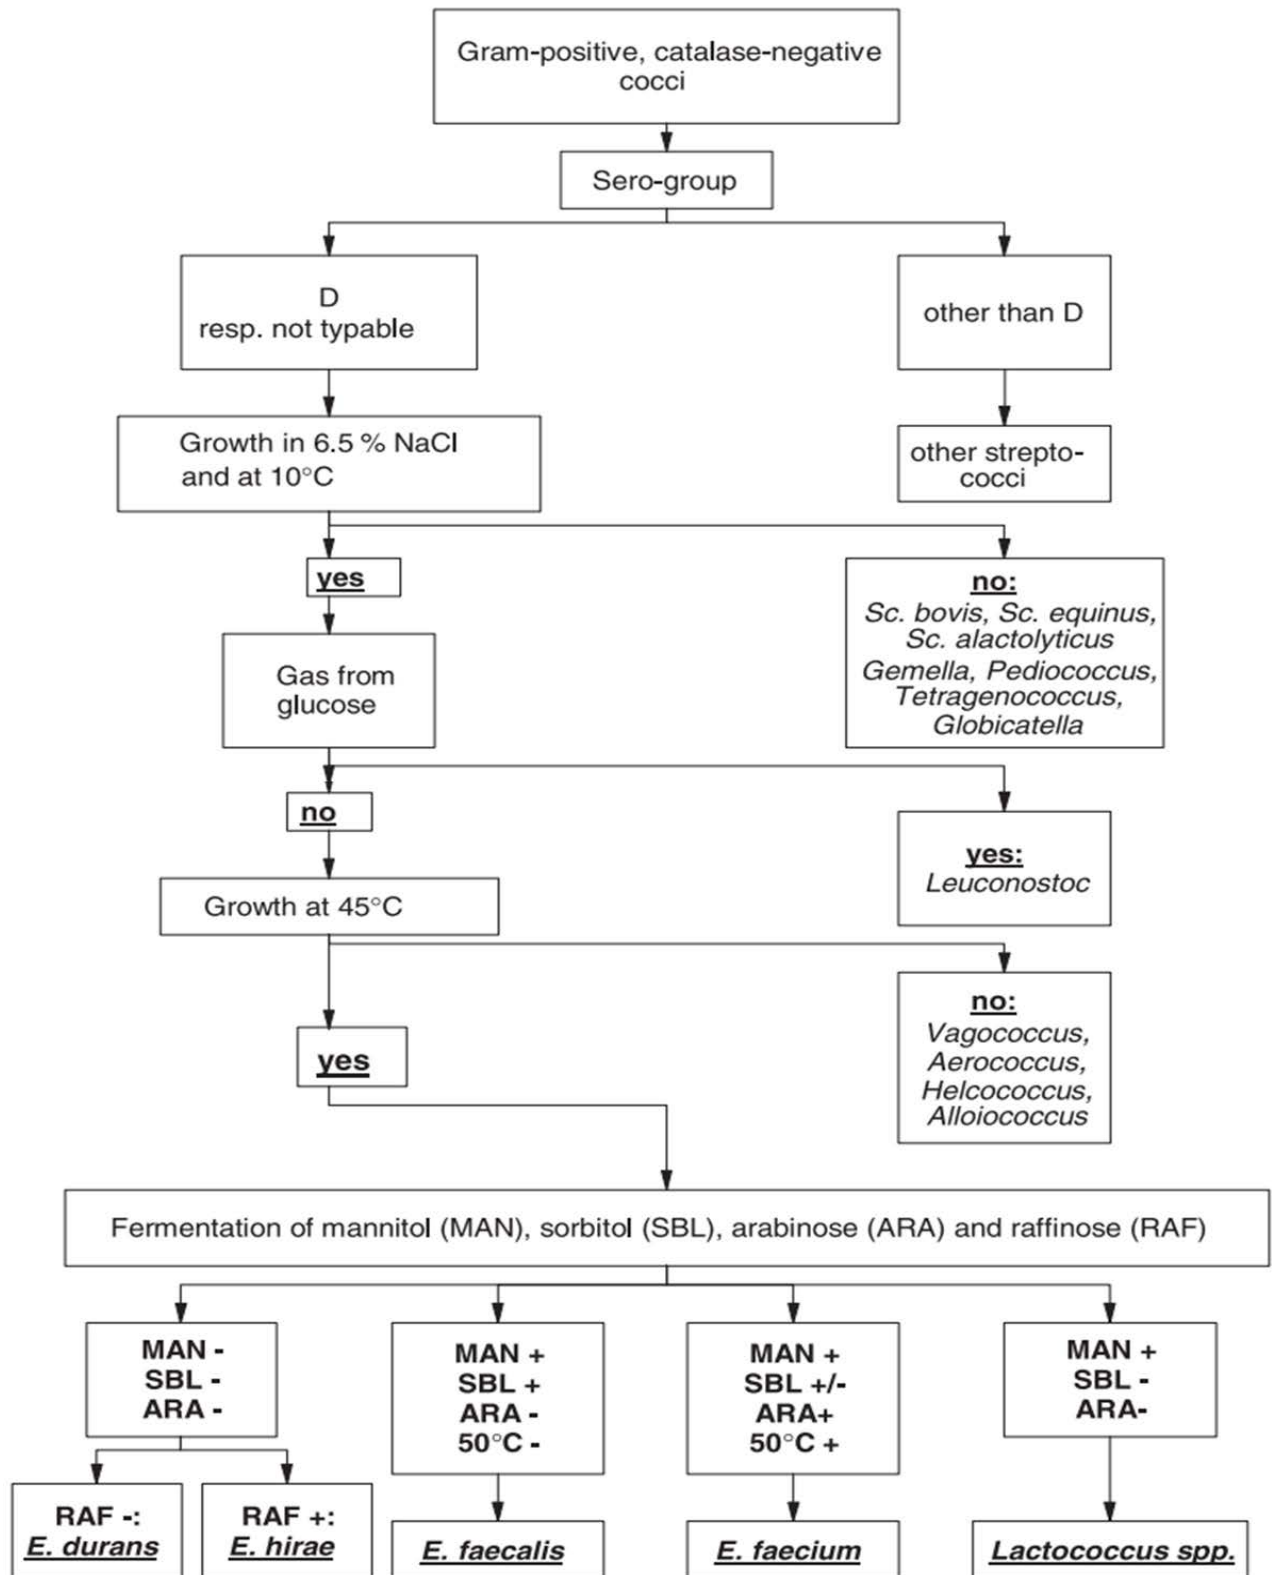 Gram-positive, catalase-negative
cocci
Sero-group
D
resp. not typable
other than D
Growth in 6.5 % NaCl
and at 10°C
other strepto-
cocci
yes
no:
Sc. bovis, Sc. equinus,
Sc. alactolyticus
Gemella, Pediococcus,
Tetragenococcus,
Globicatella
Gas from
glucose
no
yes:
Leuconostoc
Growth at 45°C
no:
Vagococcus,
Aerococcus,
Helcococcus,
Alloiococcus
yes
Fermentation of mannitol (MAN), sorbitol (SBL), arabinose (ARA) and raffinose (RAF)
MAN -
SBL -
ARA -
MAN +
SBL +
ARA -
50°C -
MAN +
SBL +/-
ARA+
50°C +
MAN +
SBL -
ARA-
RAF -:
E. durans
RAF +:
E. hirae
E. faecalis
E. faecium
Lactococcus spp.